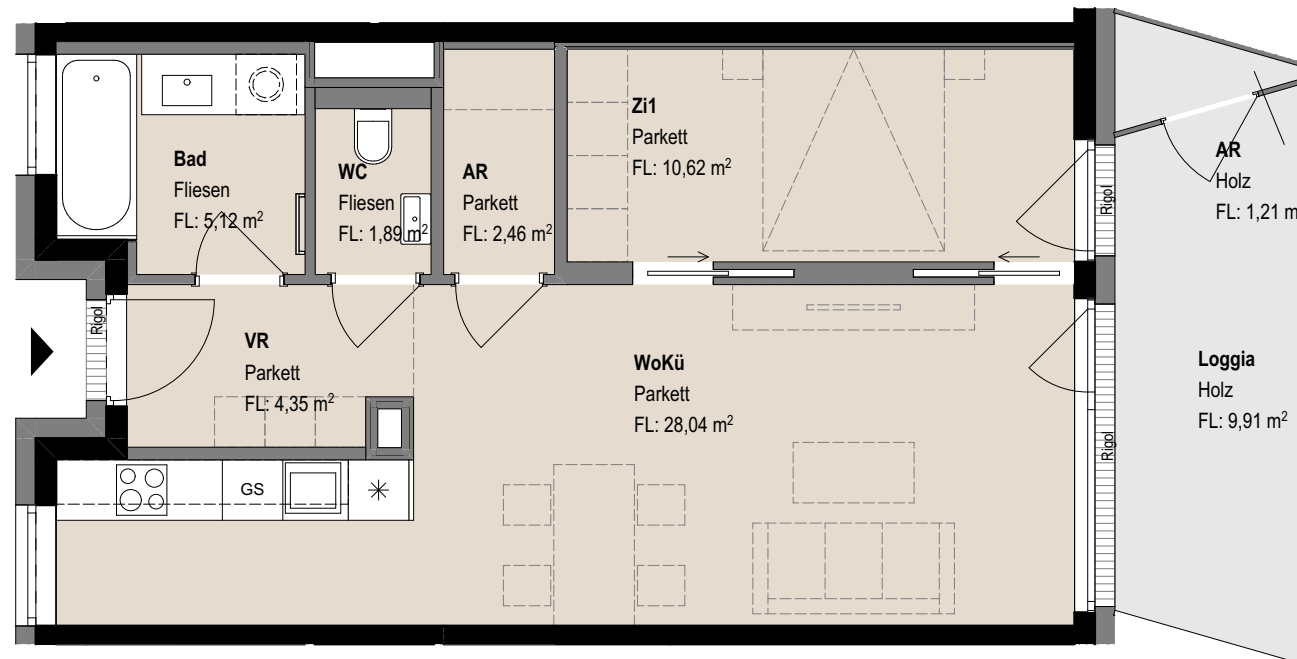 Bad
Fliesen
FL: 5,12 m²
WC
Fliesen
FL: 1,89 m²
AR
Parkett
FL: 2,46 m²
Zi1
Parkett
FL: 10,62 m²
Rigol
AR
Holz
FL: 1,21 m
Rigol
VR
Parkett
FL: 4,35 m²
WoKü
Parkett
FL: 28,04 m²
Loggia
Holz
FL: 9,91 m²
Rigol
GS